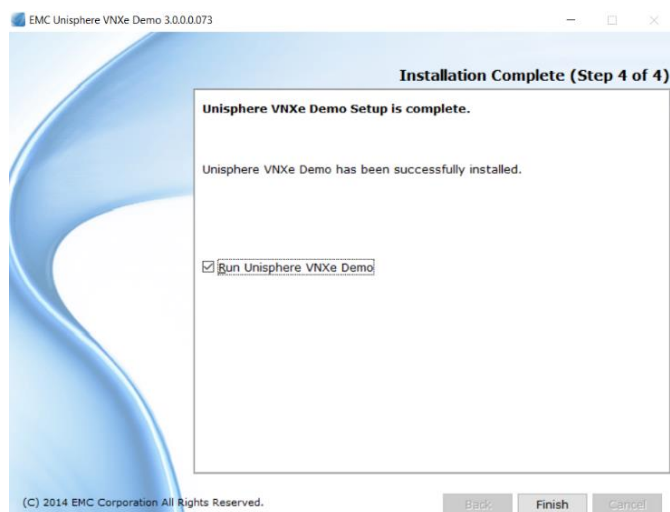 EMC Unisphere VNXe Demo 3.0.0.0.073
Installation Complete (Step 4 of 4)
Unisphere VNXe Demo Setup is complete.
Unisphere VNXe Demo has been successfully installed.
Run Unisphere VNXe Demo
(C) 2014 EMC Corporation All Rights Reserved.
Back
Finish
Cancel